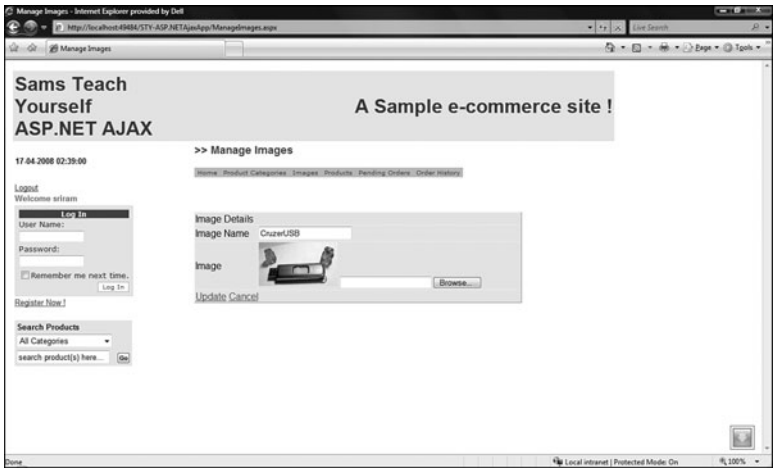 Manage Images - Internet Explorer provided by Dell
http://localhost:49484/STY-ASP.NETAjaxApp/ManageImages.aspx
Live Search
Manage Images
Page
Tools
Sams Teach
Yourself
ASP.NET AJAX
A Sample e-commerce site !
17-04-2008 02:39:00
>> Manage Images
Home Product Categories Images Products Pending Orders Order History
Logout
Welcome sriram
Log In
User Name:
Password:
Remember me next time.
Log In
Register Now !
Search Products
All Categories
search product(s) here...
Go
Image Details
Image Name CruzerUSB
Image
Browse...
Update Cancel
Done
Local intranet | Protected Mode: On
100%